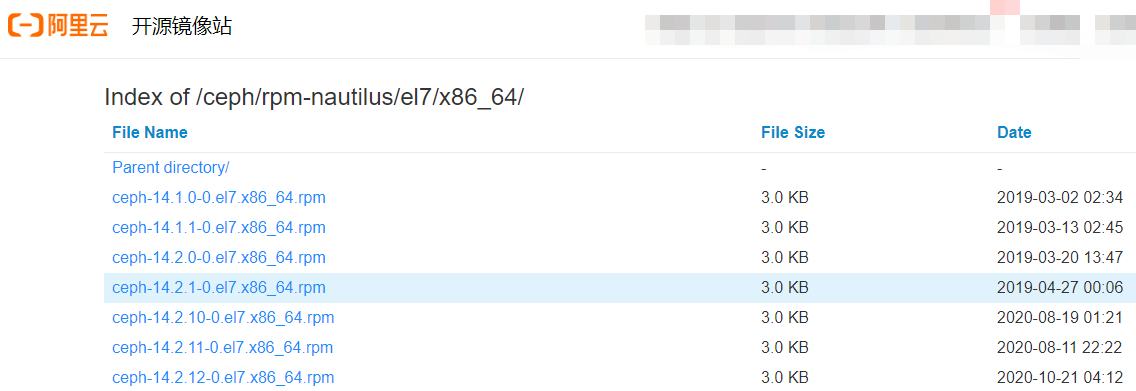 阿里云 开源镜像站
Index of /ceph/rpm-nautilus/el7/x86_64/
File Name File Size Date
Parent directory/ - -
ceph-14.1.0-0.el7.x86_64.rpm 3.0 KB 2019-03-02 02:34
ceph-14.1.1-0.el7.x86_64.rpm 3.0 KB 2019-03-13 02:45
ceph-14.2.0-0.el7.x86_64.rpm 3.0 KB 2019-03-20 13:47
ceph-14.2.1-0.el7.x86_64.rpm 3.0 KB 2019-04-27 00:06
ceph-14.2.10-0.el7.x86_64.rpm 3.0 KB 2020-08-19 01:21
ceph-14.2.11-0.el7.x86_64.rpm 3.0 KB 2020-08-11 22:22
ceph-14.2.12-0.el7.x86_64.rpm 3.0 KB 2020-10-21 04:12